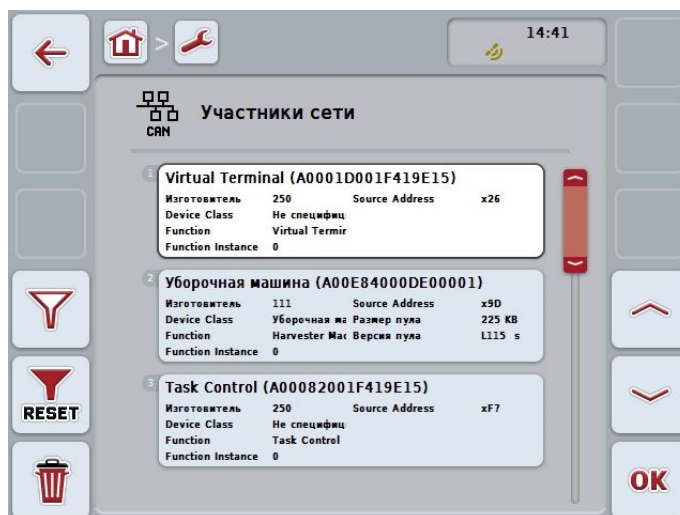 14:41
>
CAN
Участники сети
1
Virtual Terminal (A0001D001F419E15)
Изготовитель 250 Source Address x26
Device Class Не специфиц
Function Virtual Termir
Function Instance 0
2
Уборочная машина (A00E84000DE00001)
Изготовитель 111 Source Address x9D
Device Class Уборочная ма Размер пула 225 KB
Function Harvester Mac Версия пула L115 s
Function Instance 0
3
Task Control (A00082001F419E15)
Изготовитель 250 Source Address xF7
Device Class Не специфиц
Function Task Control
Function Instance 0
RESET
OK